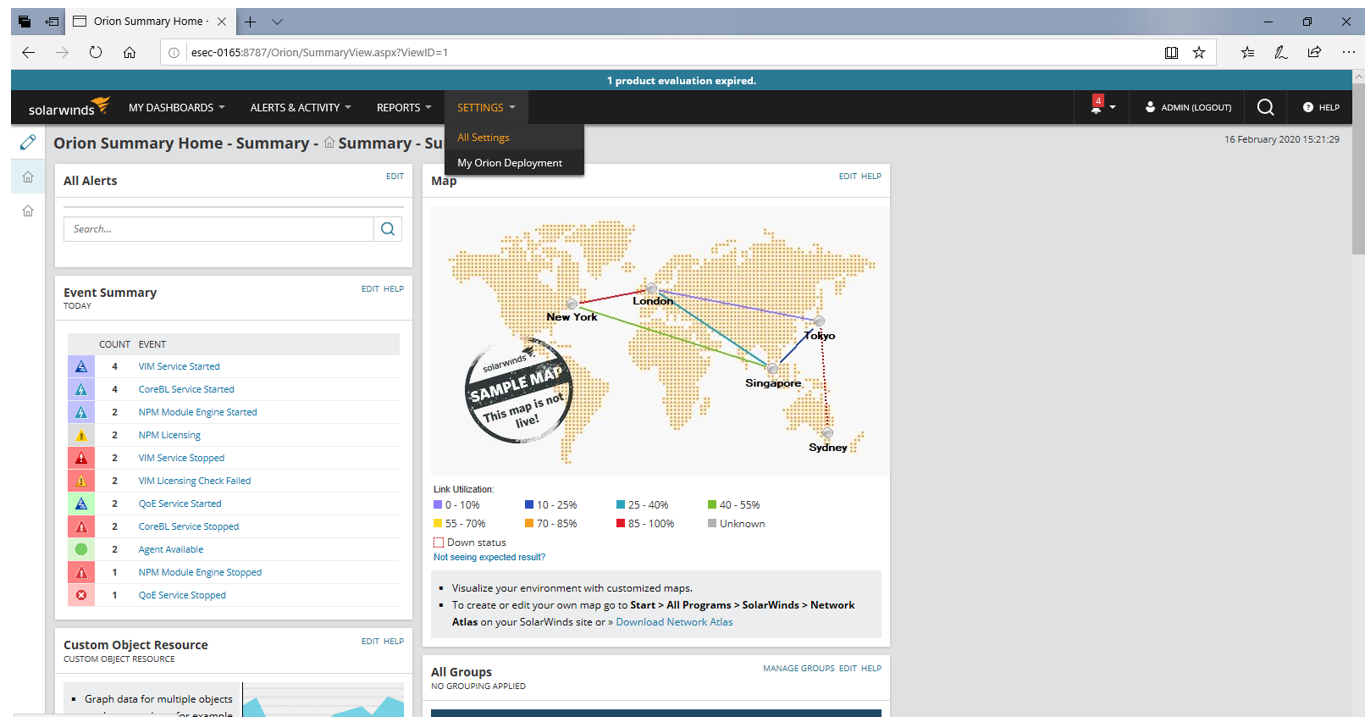 Orion Summary Home ·
esec-0165:8787/Orion/SummaryView.aspx?ViewID=1
1 product evaluation expired.
solarwinds MY DASHBOARDS ALERTS & ACTIVITY REPORTS SETTINGS 4 ADMIN (LOGOUT) HELP
All Settings
My Orion Deployment
Orion Summary Home - Summary - Summary - Su
16 February 2020 15:21:29
All Alerts EDIT
Search...
Event Summary EDIT HELP
TODAY
COUNT EVENT
4 VIM Service Started
4 CoreBL Service Started
2 NPM Module Engine Started
2 NPM Licensing
2 VIM Service Stopped
2 VIM Licensing Check Failed
2 QoE Service Started
2 CoreBL Service Stopped
2 Agent Available
1 NPM Module Engine Stopped
1 QoE Service Stopped
Custom Object Resource EDIT HELP
CUSTOM OBJECT RESOURCE
Graph data for multiple objects
Map EDIT HELP
London
New York
Tokyo
Singapore
Sydney
solarwinds
SAMPLE MAP
This map is not
live!
Link Utilization:
0 - 10% 10 - 25% 25 - 40% 40 - 55%
55 - 70% 70 - 85% 85 - 100% Unknown
Down status
Not seeing expected result?
Visualize your environment with customized maps.
To create or edit your own map go to Start > All Programs > SolarWinds > Network
Atlas on your SolarWinds site or » Download Network Atlas
All Groups MANAGE GROUPS EDIT HELP
NO GROUPING APPLIED